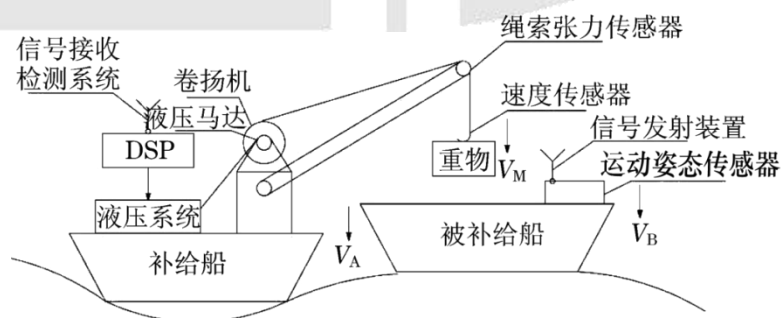 绳索张力传感器
信号接收
检测系统
卷扬机
速度传感器
液压马达
信号发射装置
DSP
重物
V_M
运动姿态传感器
液压系统
被补给船
V_A
V_B
补给船